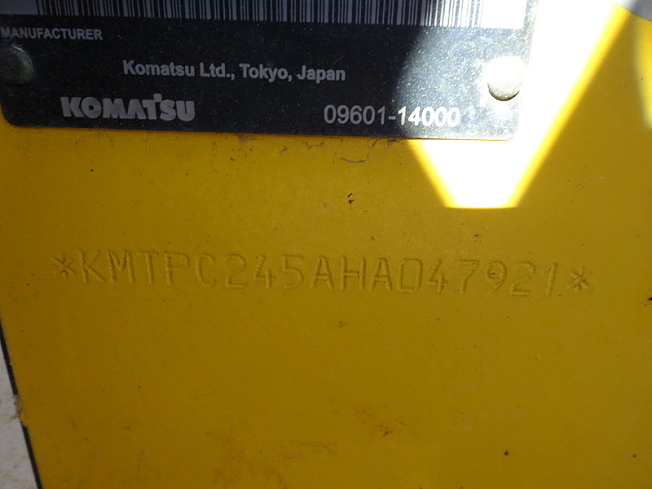 MANUFACTURER
Komatsu Ltd., Tokyo, Japan
KOMATSU 09601-14000
*KMTPC245AHA047921*